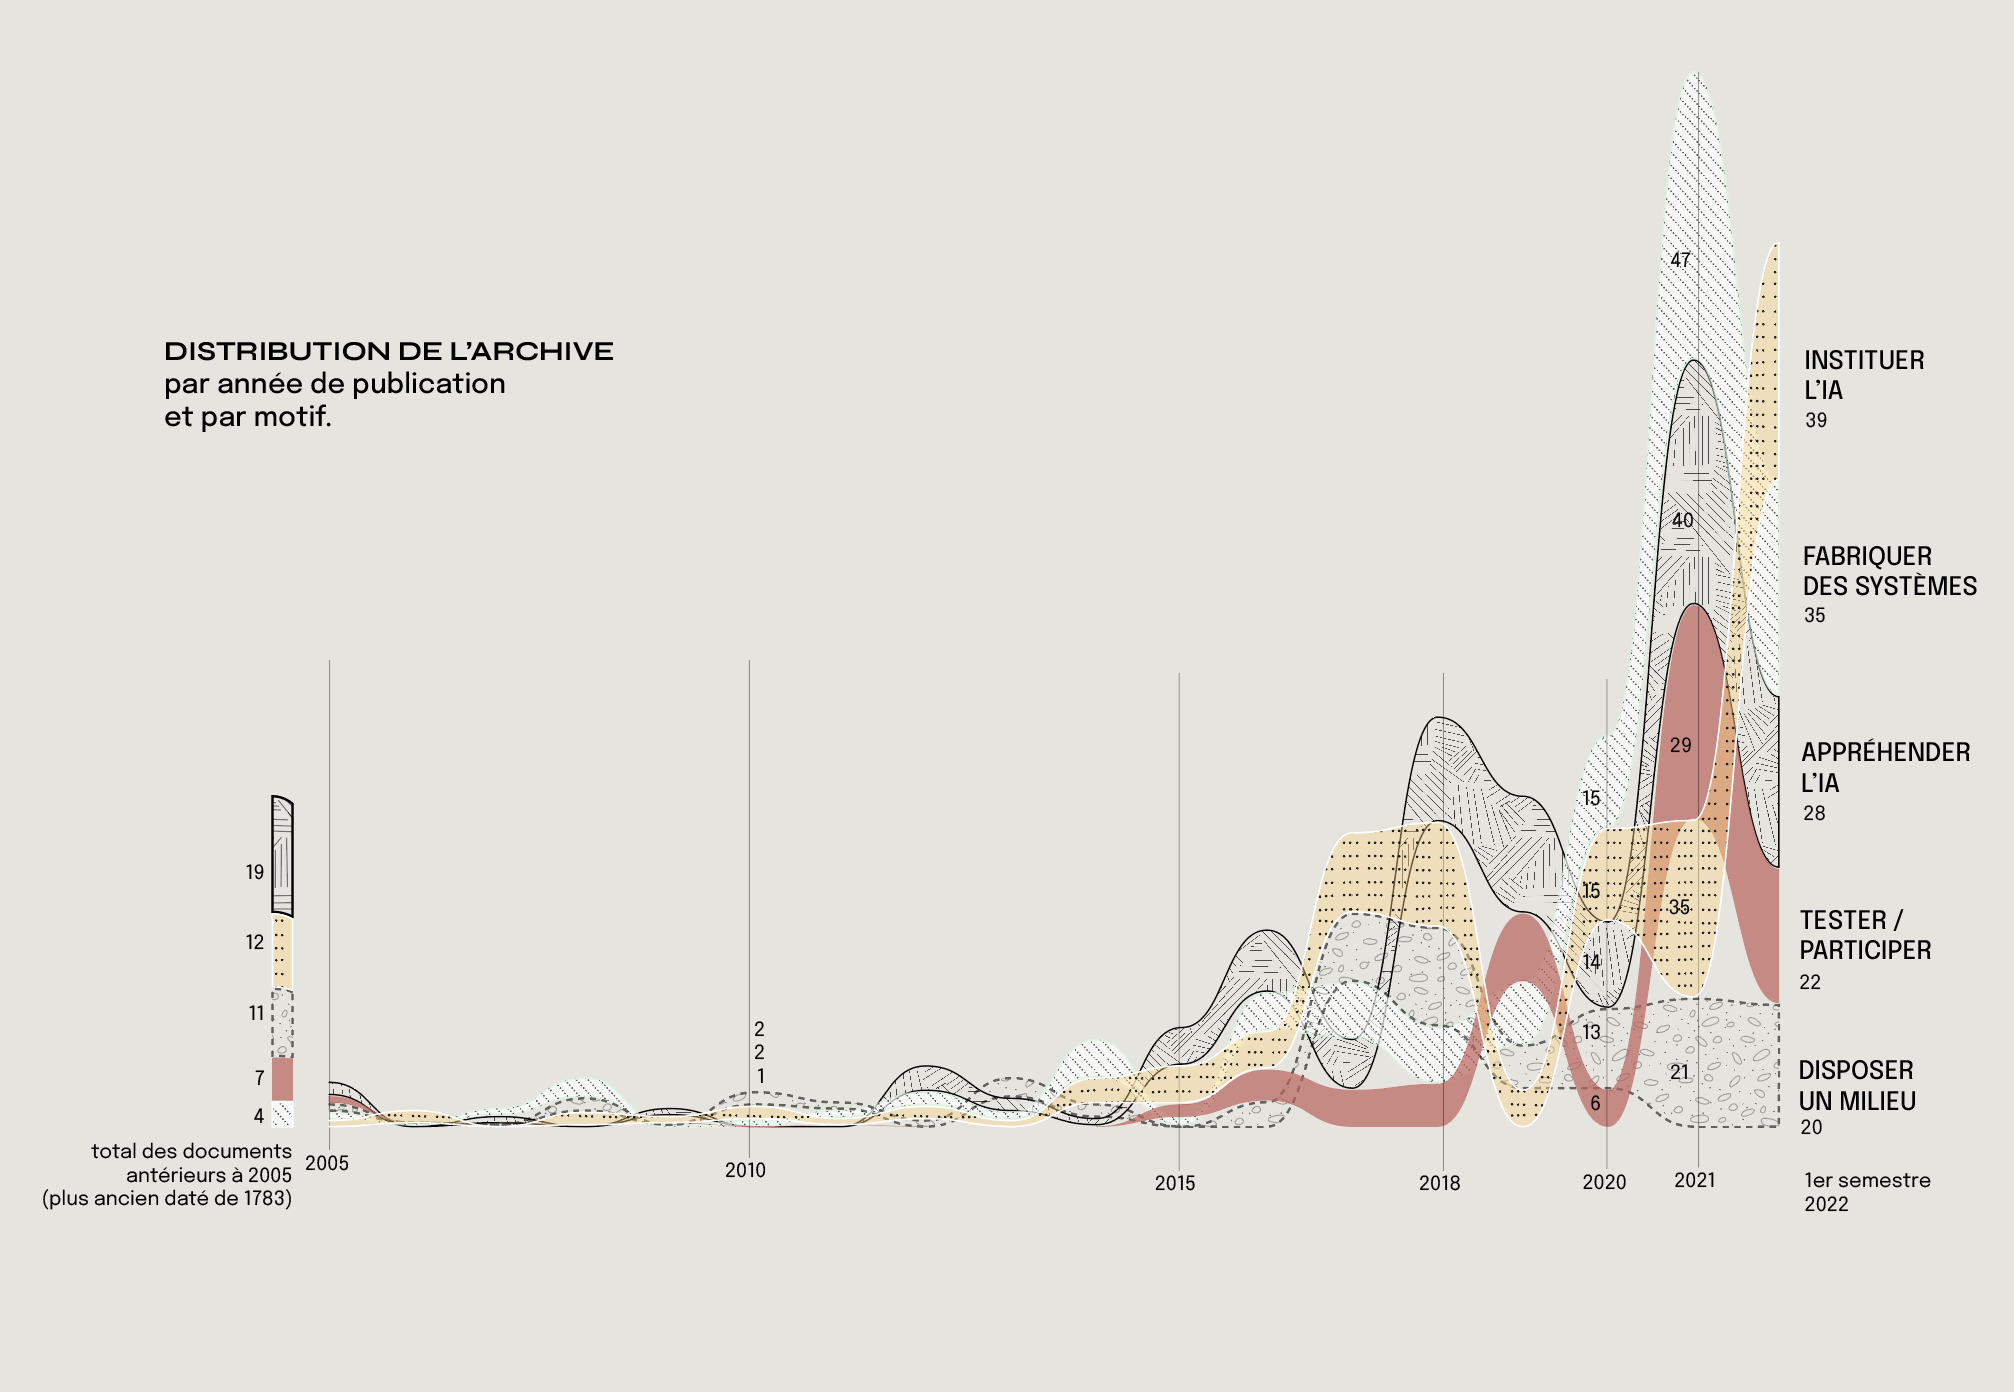 DISTRIBUTION DE L’ARCHIVE
par année de publication
et par motif.
47
40
29
35
21
15
15
14
13
6
2
2
1
19
12
11
7
4
total des documents
antérieurs à 2005
(plus ancien daté de 1783)
2005
2010
2015
2018
2020
2021
1er semestre
2022
INSTITUER
L’IA
39
FABRIQUER
DES SYSTÈMES
35
APPRÉHENDER
L’IA
28
TESTER /
PARTICIPER
22
DISPOSER
UN MILIEU
20